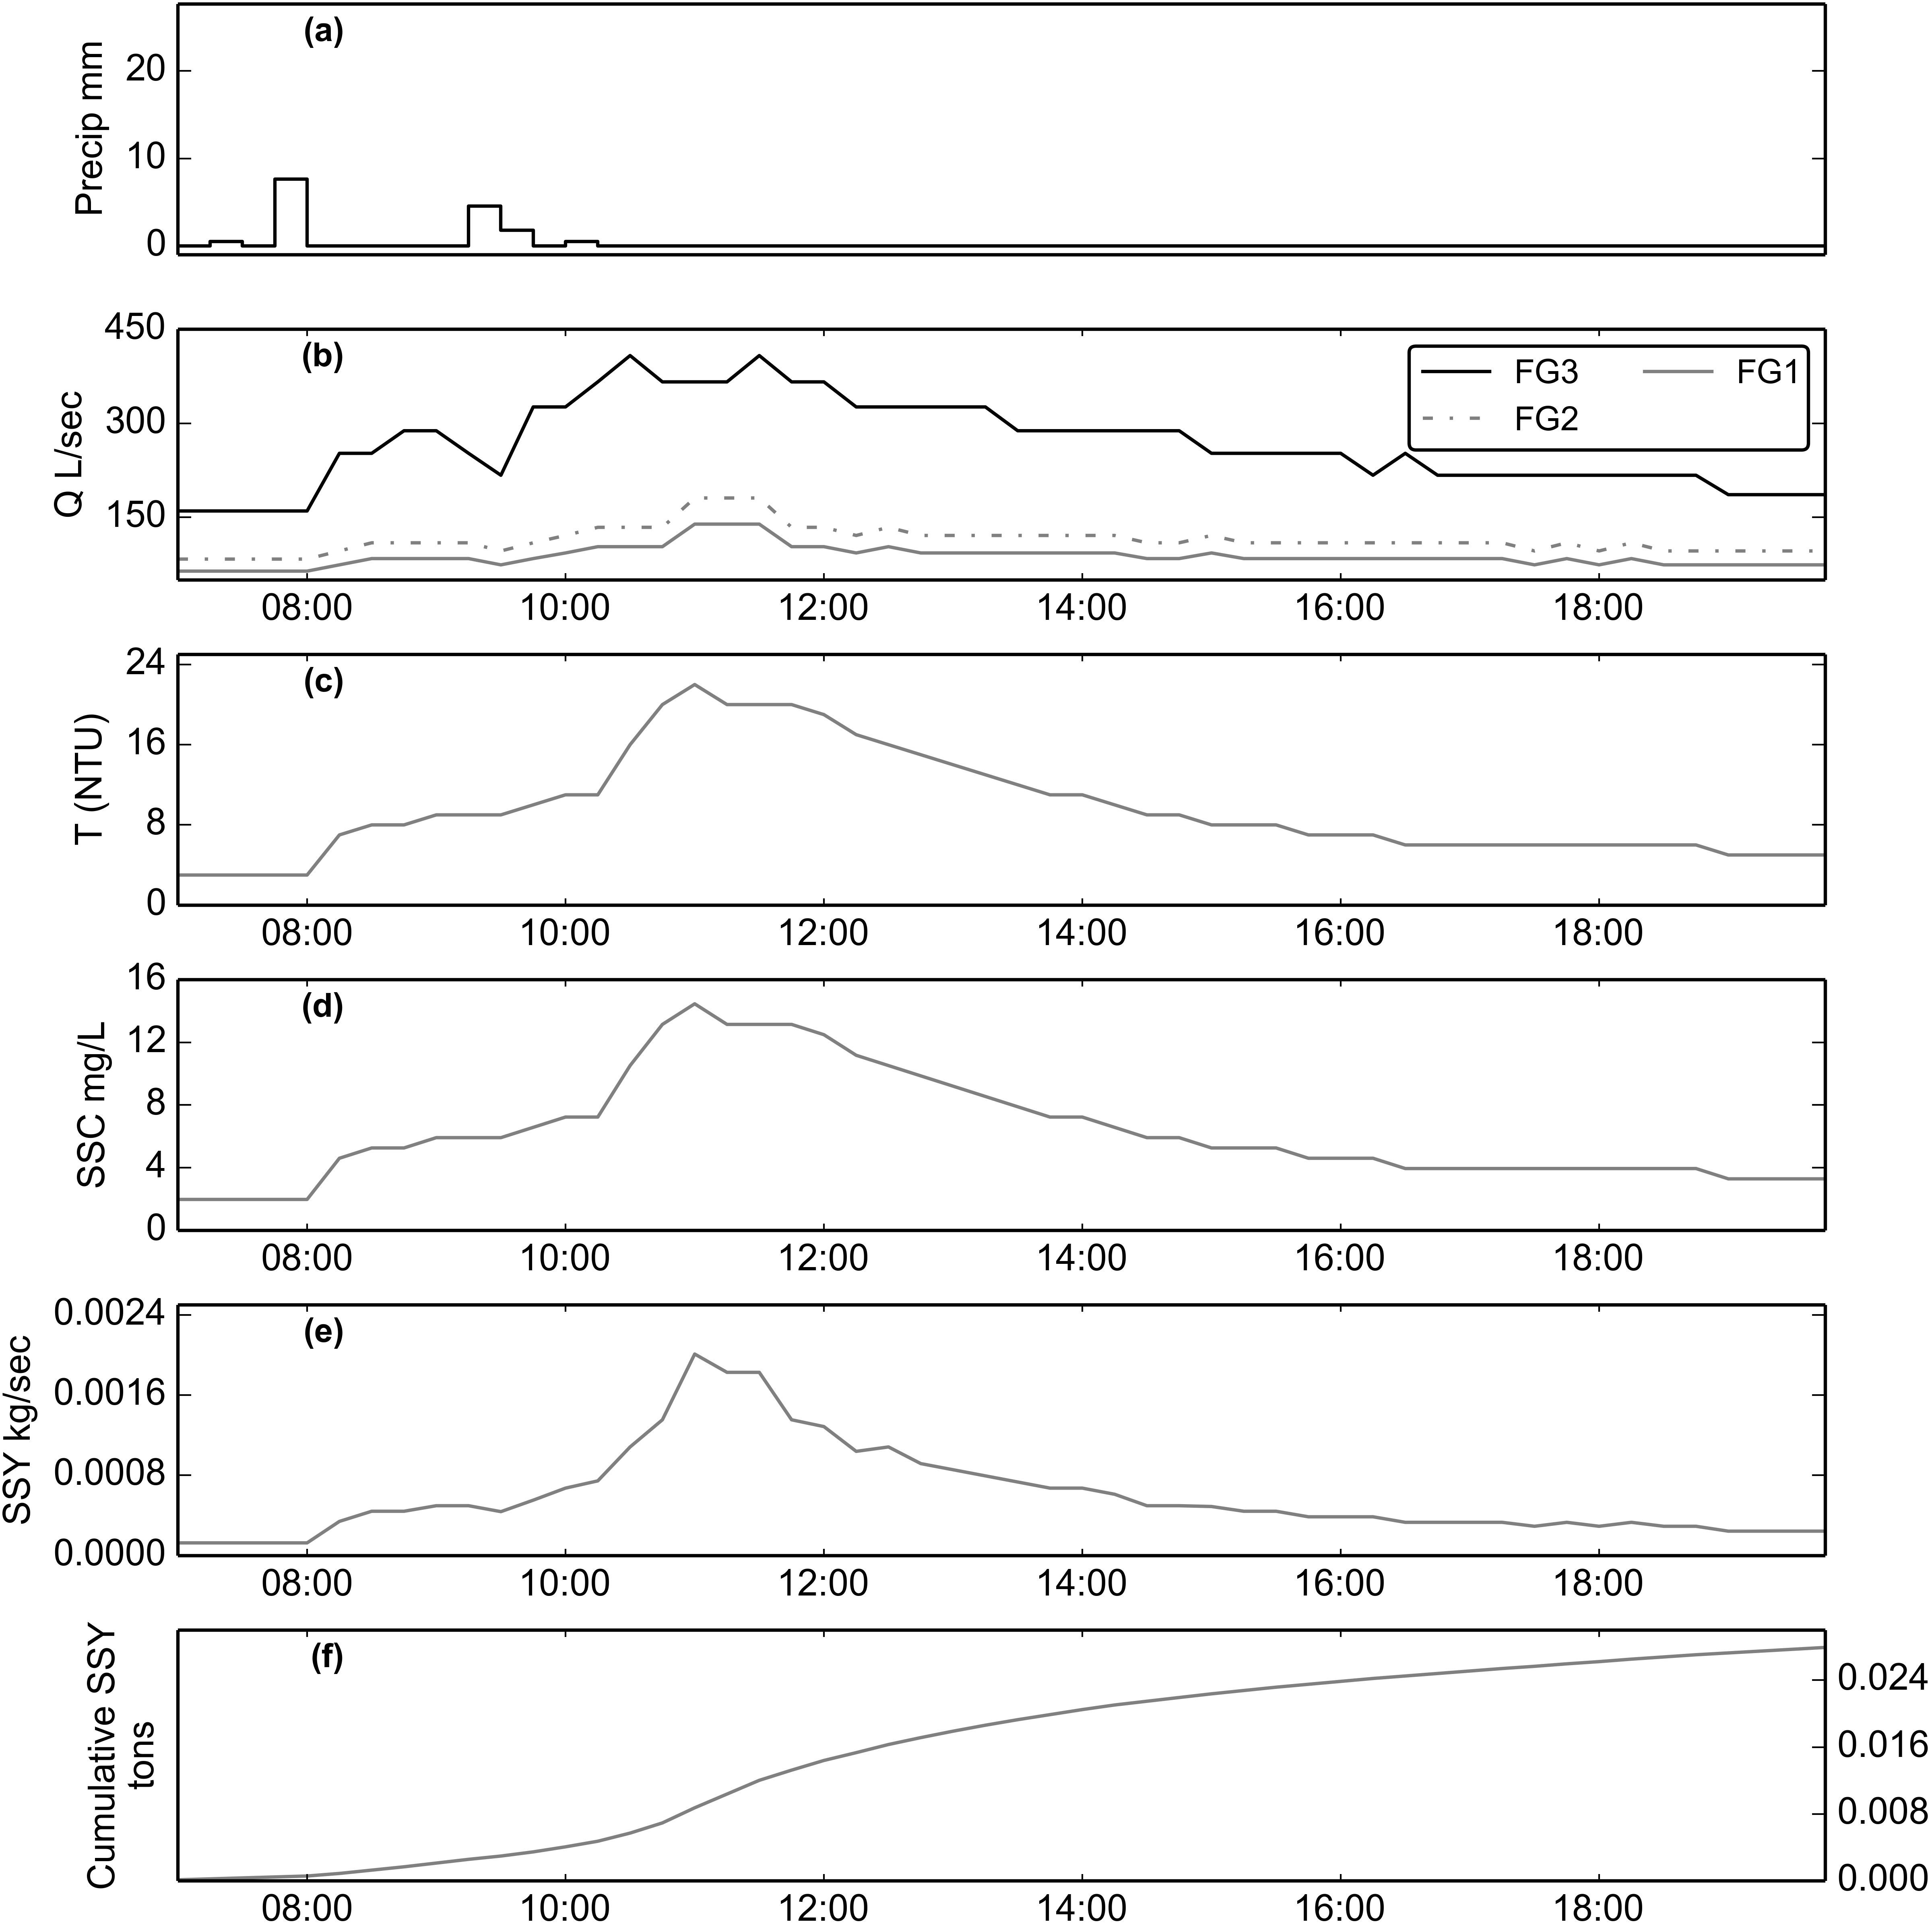 (a)
Precip mm
20
10
0
(b)
Q L/sec
450
300
150
FG3 FG1
FG2
08:00 10:00 12:00 14:00 16:00 18:00
(c)
T (NTU)
24
16
8
0
08:00 10:00 12:00 14:00 16:00 18:00
(d)
SSC mg/L
16
12
8
4
0
08:00 10:00 12:00 14:00 16:00 18:00
(e)
SSY kg/sec
0.0024
0.0016
0.0008
0.0000
08:00 10:00 12:00 14:00 16:00 18:00
(f)
Cumulative SSY
tons
0.024
0.016
0.008
0.000
08:00 10:00 12:00 14:00 16:00 18:00